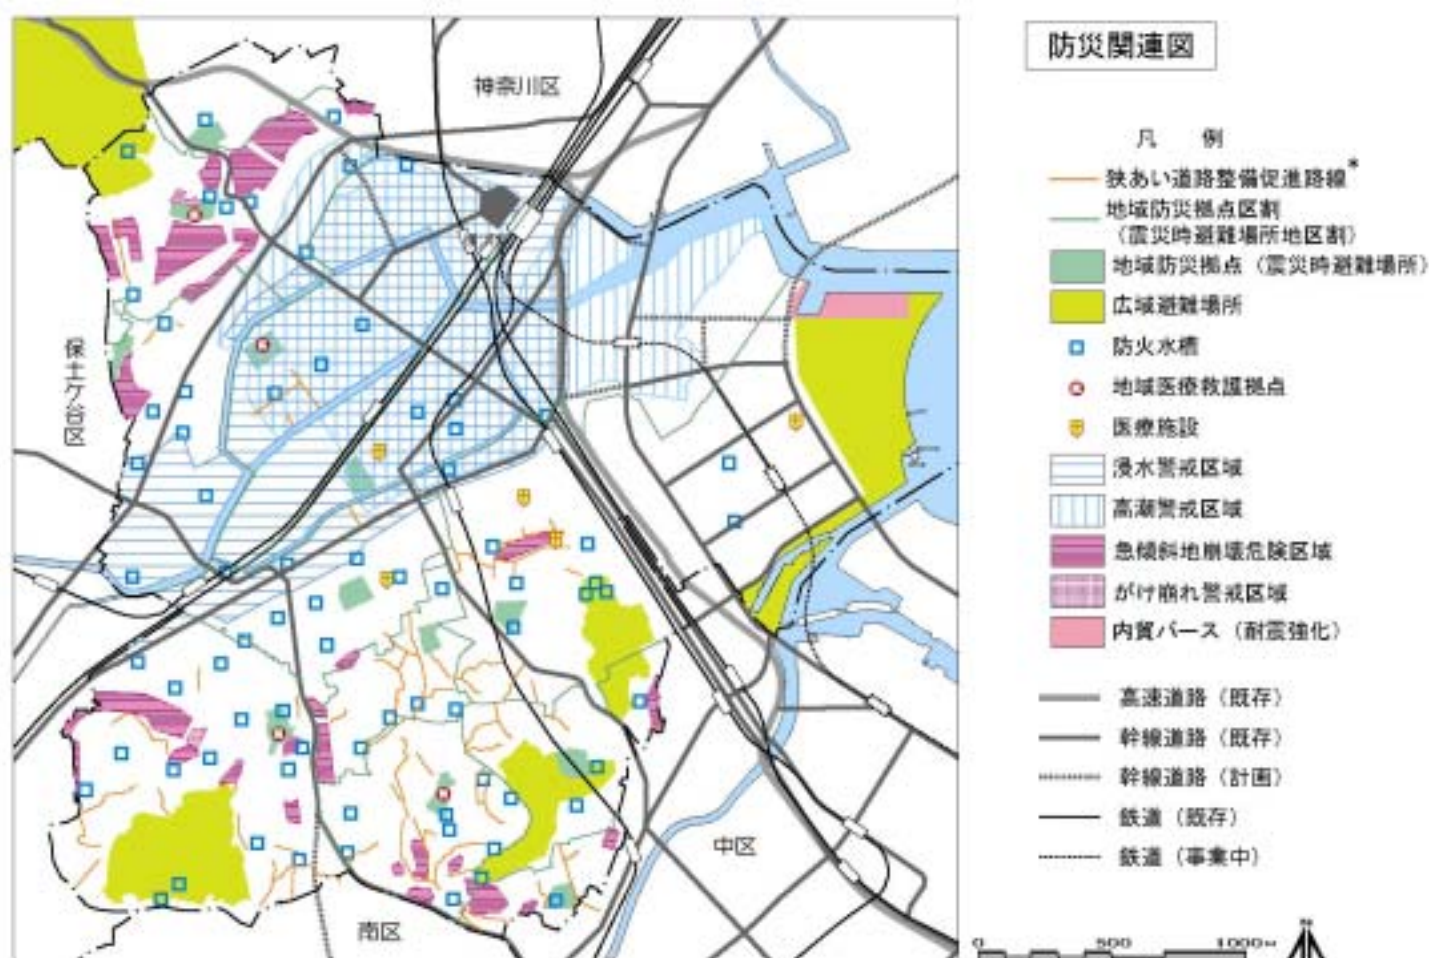 防災関連図
凡 例
狭あい道路整備促進路線*
地域防災拠点区割
(震災時避難場所地区割)
地域防災拠点(震災時避難場所)
広域避難場所
防火水槽
地域医療救護拠点
医療施設
浸水警戒区域
高潮警戒区域
急傾斜地崩壊危険区域
がけ崩れ警戒区域
内貿バース(耐震強化)
高速道路(既存)
幹線道路(既存)
幹線道路(計画)
鉄道(既存)
鉄道(事業中)
0 500 1000m
N
神奈川区
保土ケ谷区
中区
南区